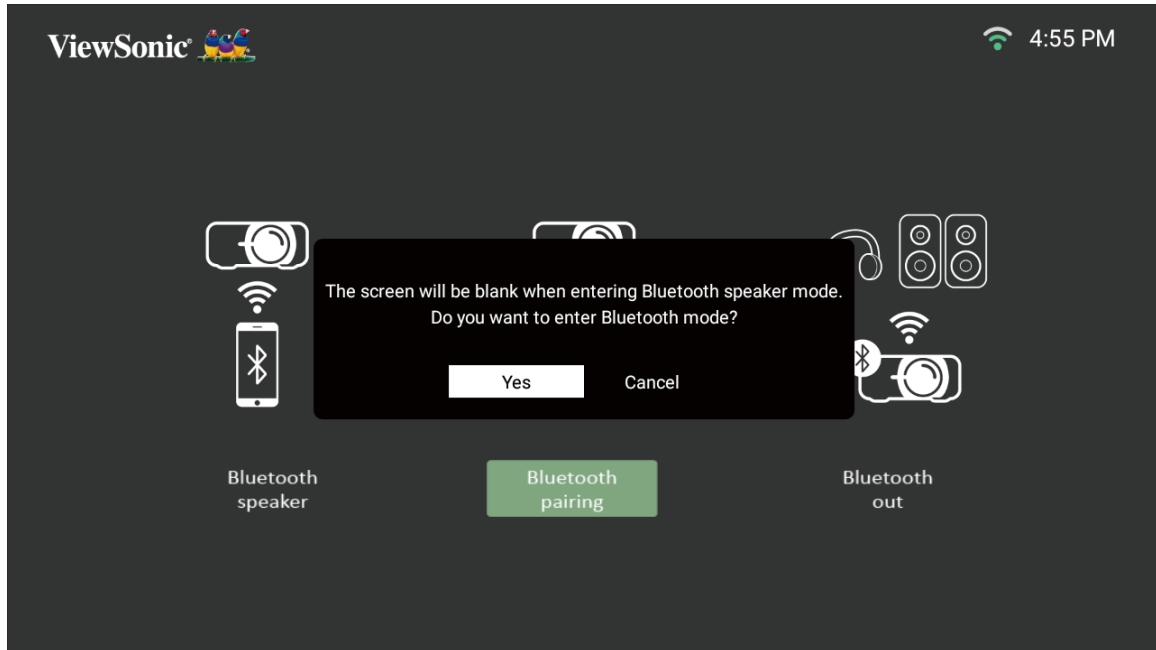 ViewSonic®
4:55 PM
The screen will be blank when entering Bluetooth speaker mode.
Do you want to enter Bluetooth mode?
Yes
Cancel
Bluetooth
speaker
Bluetooth
pairing
Bluetooth
out